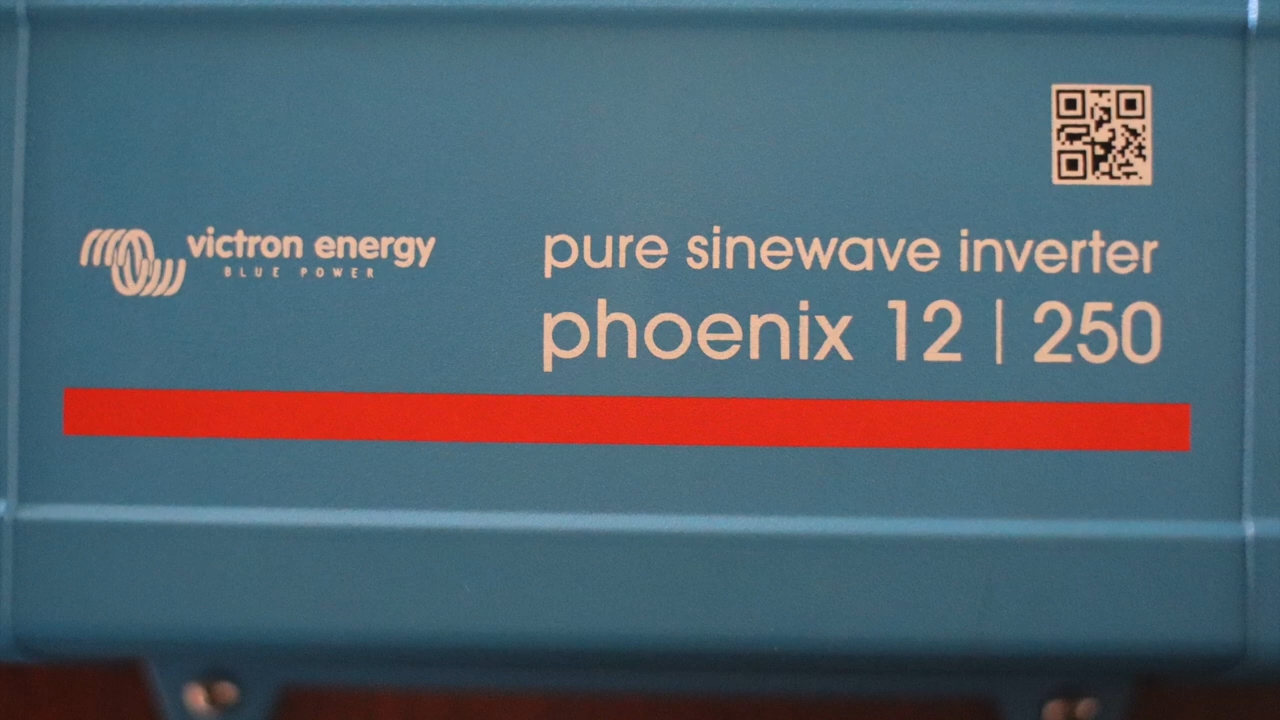 victron energy
BLUE POWER
pure sinewave inverter
phoenix 12 | 250